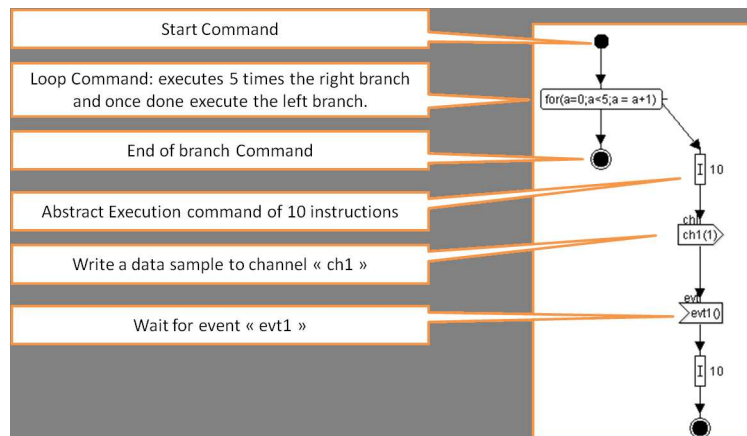 Start Command
Loop Command: executes 5 times the right branch
and once done execute the left branch.
End of branch Command
Abstract Execution command of 10 instructions
Write a data sample to channel « ch1 »
Wait for event « evt1 »
for(a=0;a<5;a = a+1)
I 10
chl
ch1(1)
evt
evt1()
I 10